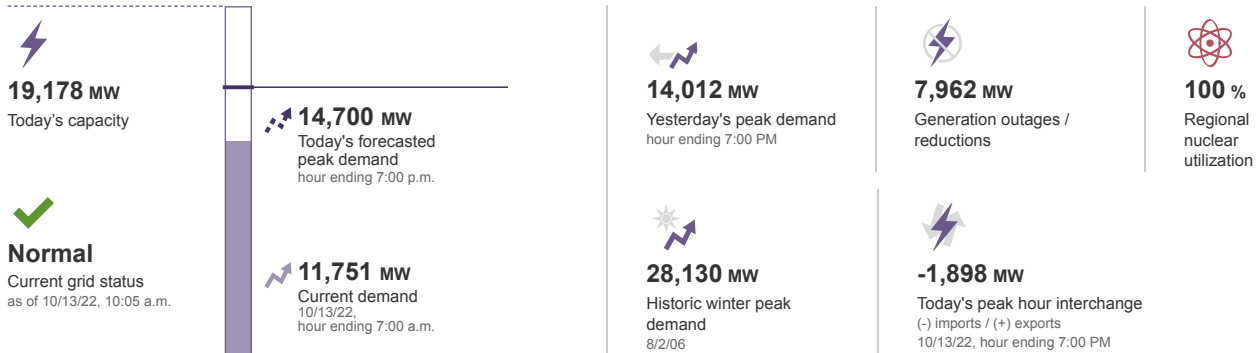 19,178 MW
Today's capacity
Normal
Current grid status
as of 10/13/22, 10:05 a.m.
14,700 MW
Today's forecasted
peak demand
hour ending 7:00 p.m.
11,751 MW
Current demand
10/13/22,
hour ending 7:00 a.m.
14,012 MW
Yesterday's peak demand
hour ending 7:00 PM
7,962 MW
Generation outages /
reductions
100 %
Regional
nuclear
utilization
28,130 MW
Historic winter peak
demand
8/2/06
-1,898 MW
Today's peak hour interchange
(-) imports / (+) exports
10/13/22, hour ending 7:00 PM